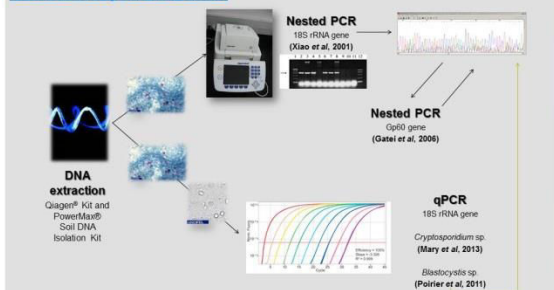 Nested PCR
18S rRNA gene
(Xiao et al, 2001)
Nested PCR
Gp60 gene
(Gatei et al, 2006)
DNA
extraction
Qiagen® Kit and
PowerMax®
Soil DNA
Isolation Kit
qPCR
18S rRNA gene
Cryptosporidium sp.
(Mary et al, 2013)
Blastocystis sp.
(Poirier et al, 2011)